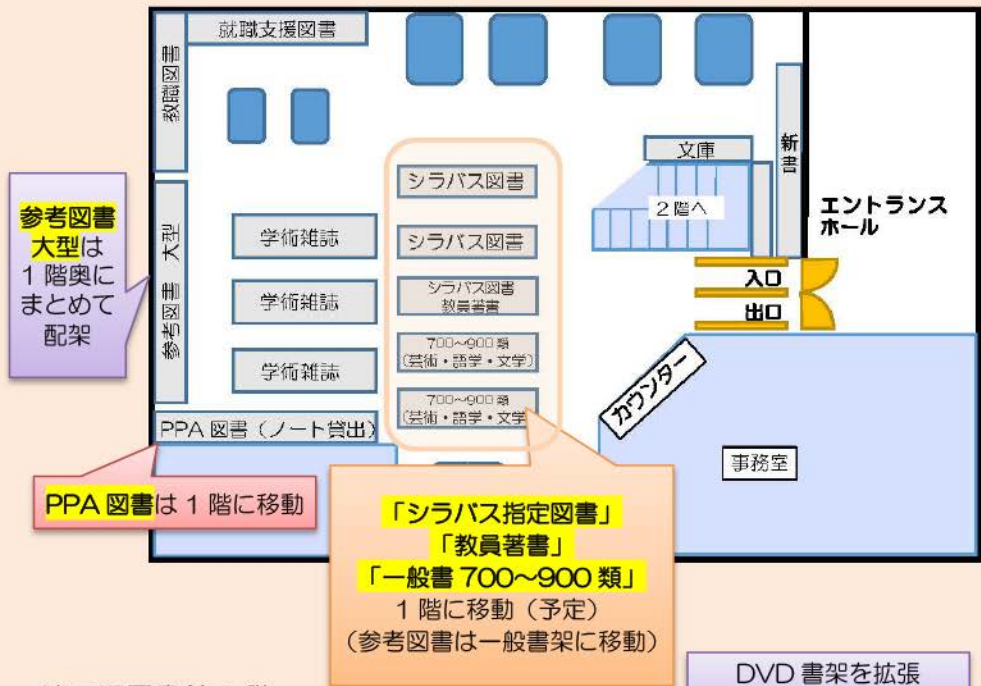 就職支援図書
教職図書
文庫
新書
シラバス図書
2階へ
エントランス
ホール
参考図書
大型は
1階奥に
まとめて
配架
参考図書 大型
学術雑誌
シラバス図書
入口
学術雑誌
シラバス図書
教員著書
出口
700~900類
(芸術・語学・文学)
学術雑誌
カウンター
700~900類
(芸術・語学・文学)
PPA図書(ノート貸出)
事務室
PPA図書は1階に移動
「シラバス指定図書」
「教員著書」
「一般書700~900類」
1階に移動(予定)
(参考図書は一般書架に移動)
DVD書架を拡張